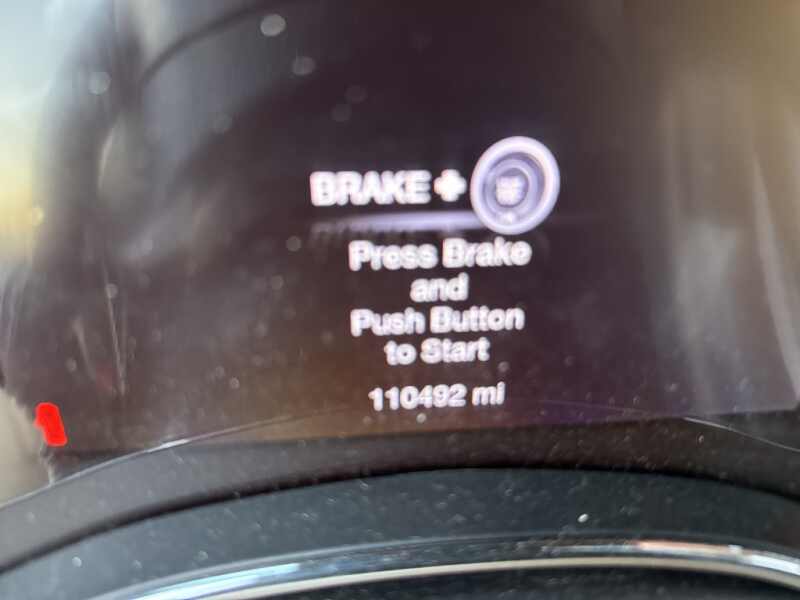 BRAKE +
Press Brake
and
Push Button
to Start
110492 mi